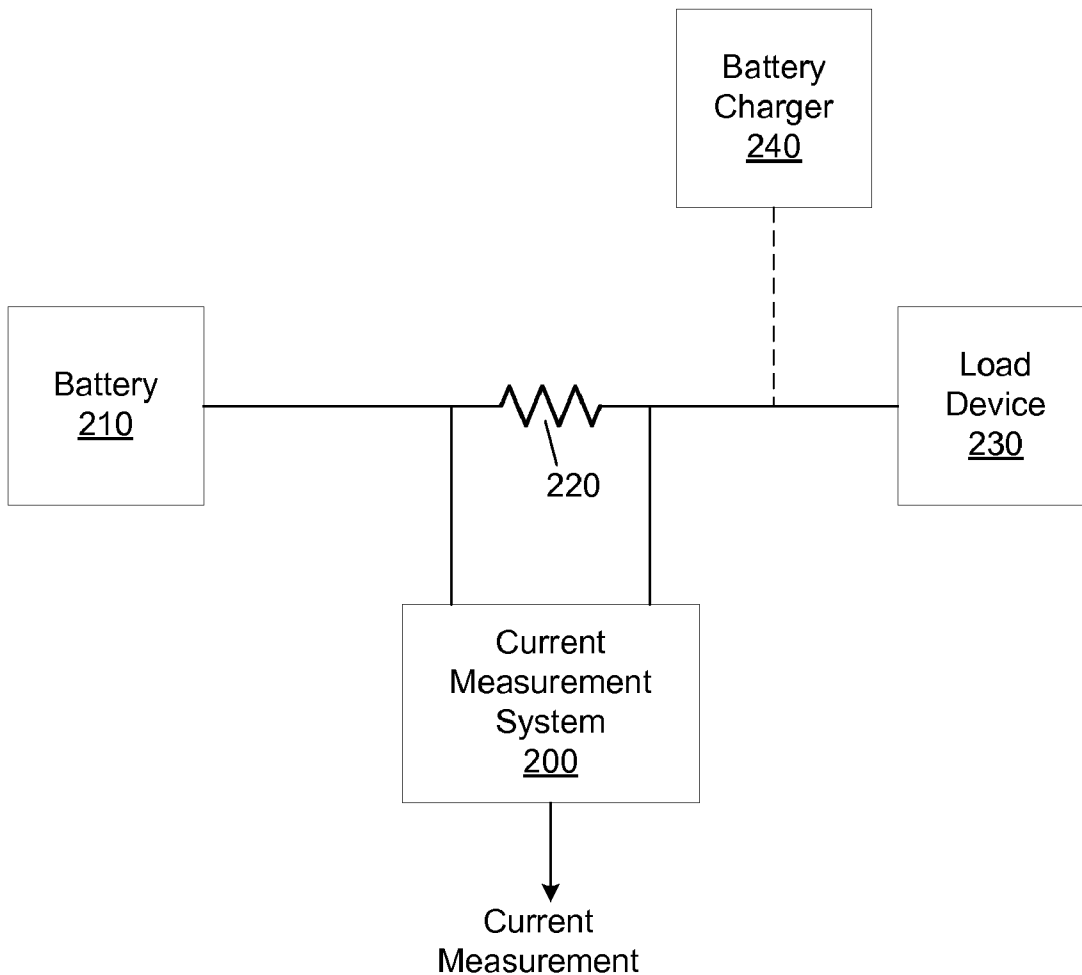 Battery
Charger
240
Battery
210
Load
Device
230
220
Current
Measurement
System
200
Current
Measurement